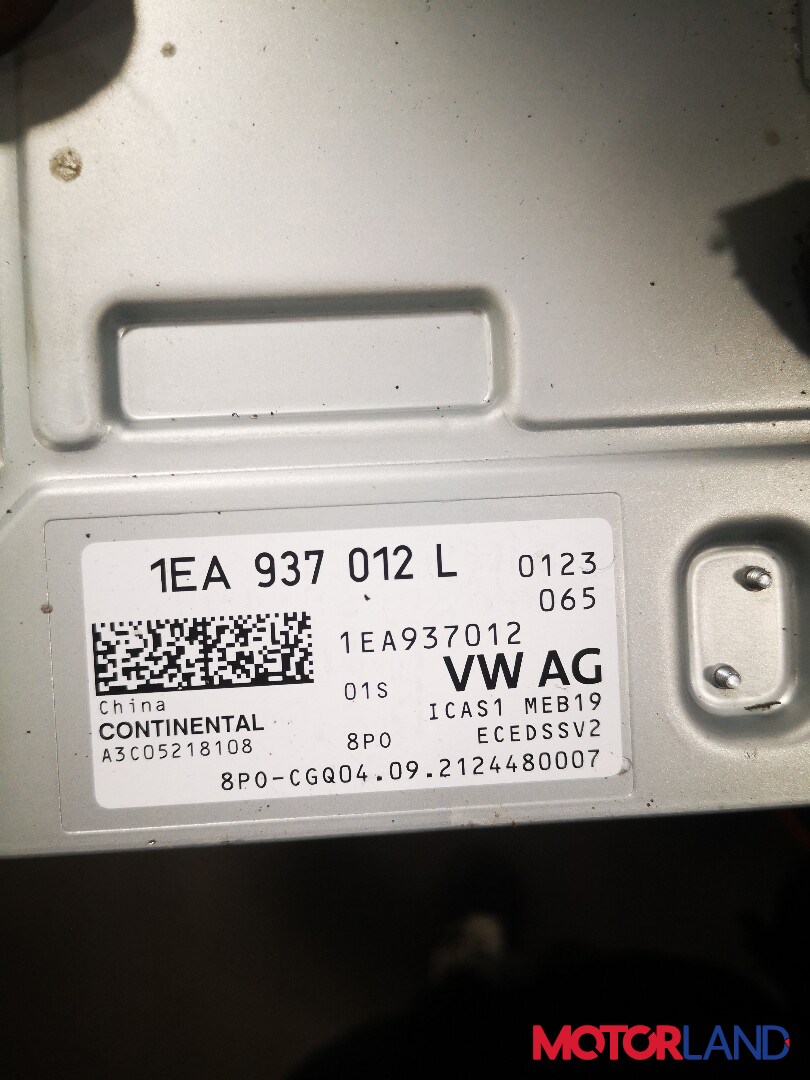 1EA 937 012 L
0123
065
1EA937012
VW AG
01S
China
CONTINENTAL
A3C05218108
ICAS1 MEB19
8P0
ECEDSSV2
8P0-CGQ04.09.2124480007
MOTORLAND